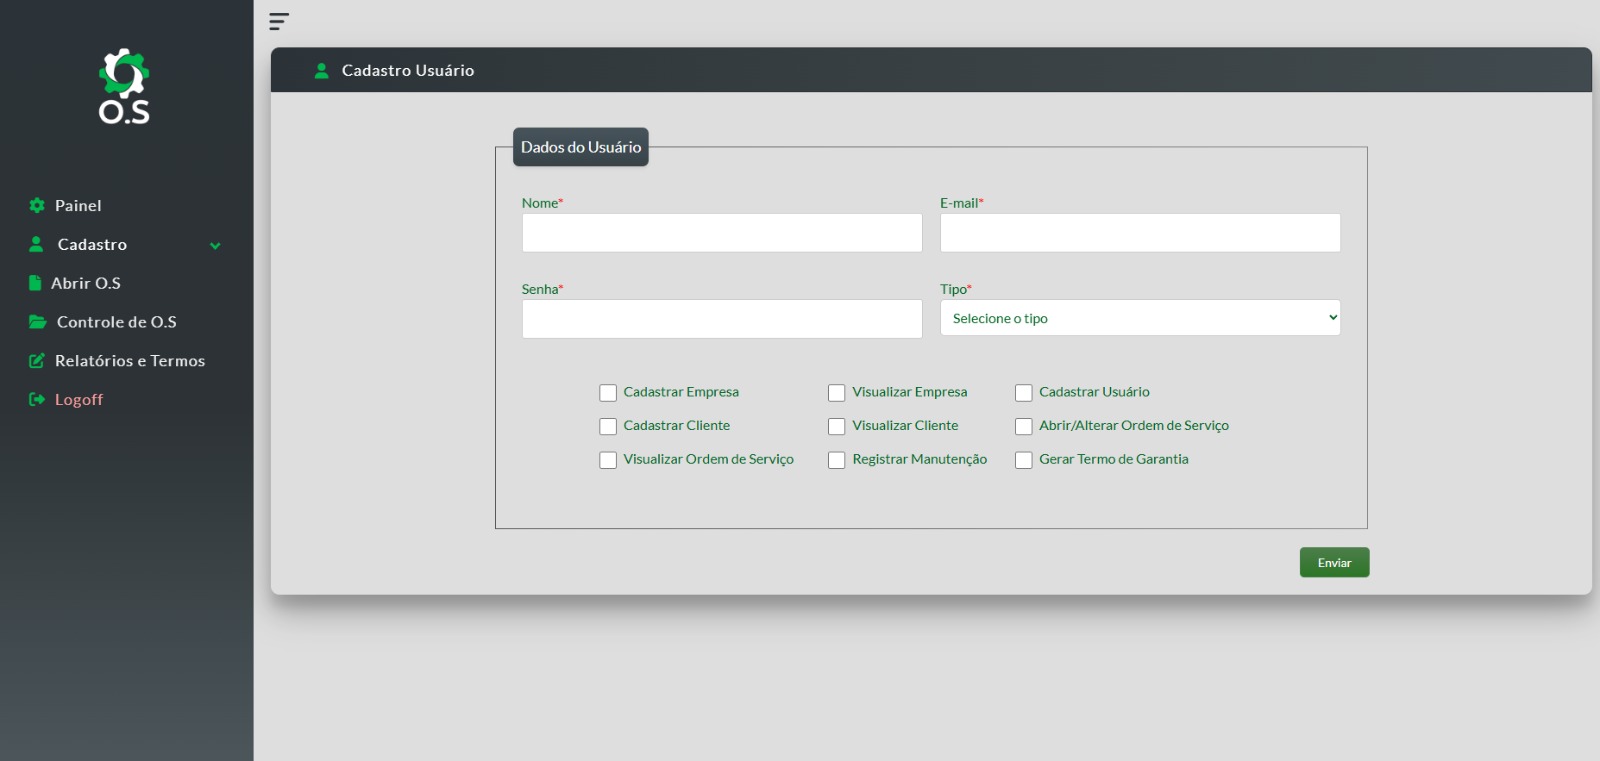 O.S
Painel
Cadastro
Abrir O.S
Controle de O.S
Relatórios e Termos
Logoff
Cadastro Usuário
Dados do Usuário
Nome* E-mail*
Senha* Tipo*
Selecione o tipo
Cadastrar Empresa Visualizar Empresa Cadastrar Usuário
Cadastrar Cliente Visualizar Cliente Abrir/Alterar Ordem de Serviço
Visualizar Ordem de Serviço Registrar Manutenção Gerar Termo de Garantia
Enviar